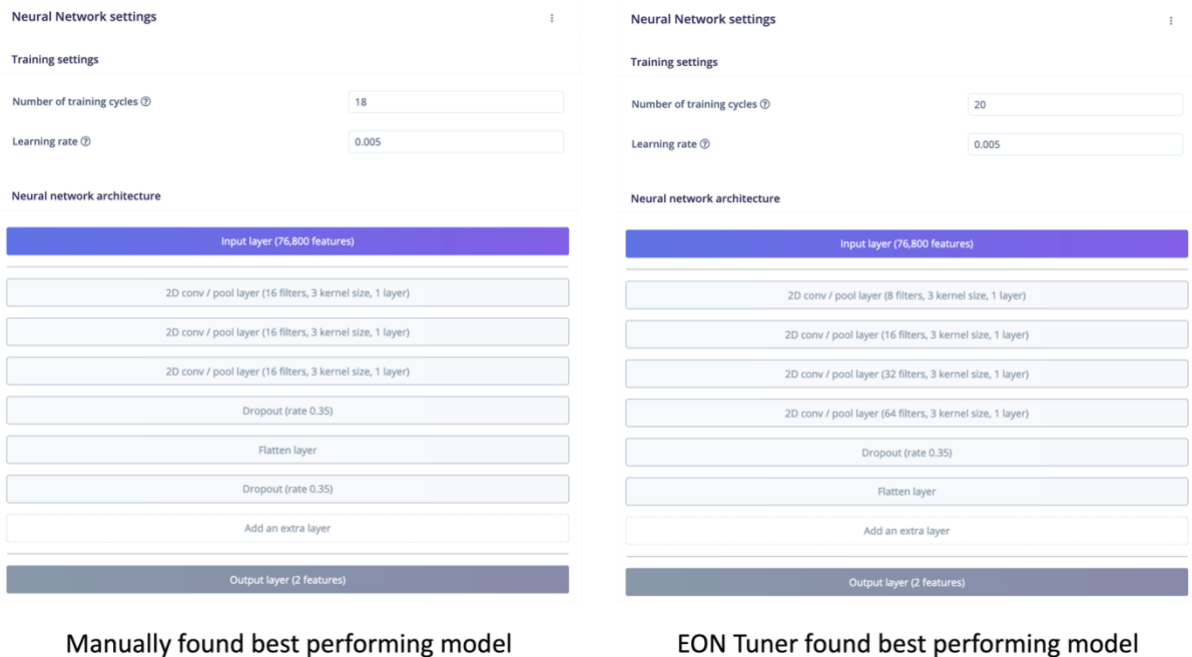 Neural Network settings
Training settings
Number of training cycles
18
Learning rate
0.005
Neural network architecture
Input layer (76,800 features)
2D conv / pool layer (16 filters, 3 kernel size, 1 layer)
2D conv / pool layer (16 filters, 3 kernel size, 1 layer)
2D conv / pool layer (16 filters, 3 kernel size, 1 layer)
Dropout (rate 0.35)
Flatten layer
Dropout (rate 0.35)
Add an extra layer
Output layer (2 features)
Manually found best performing model
Neural Network settings
Training settings
Number of training cycles
20
Learning rate
0.005
Neural network architecture
Input layer (76,800 features)
2D conv / pool layer (8 filters, 3 kernel size, 1 layer)
2D conv / pool layer (16 filters, 3 kernel size, 1 layer)
2D conv / pool layer (32 filters, 3 kernel size, 1 layer)
2D conv / pool layer (64 filters, 3 kernel size, 1 layer)
Dropout (rate 0.35)
Flatten layer
Add an extra layer
Output layer (2 features)
EON Tuner found best performing model